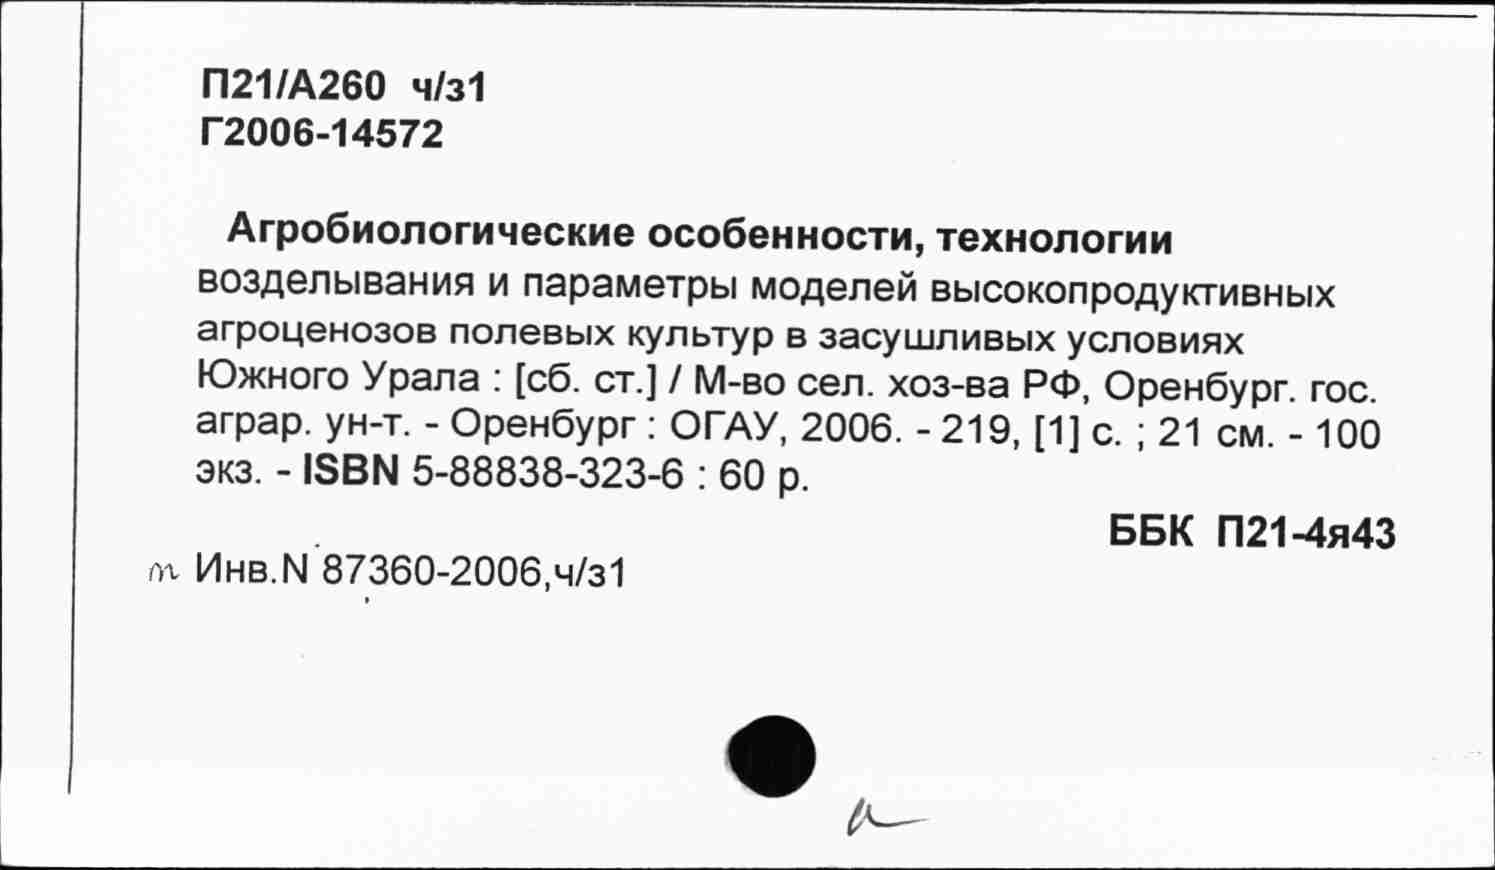 П21/А260 ч/з1
Г2006-14572
Агробиологические особенности, технологии
возделывания и параметры моделей высокопродуктивных
агроценозов полевых культур в засушливых условиях
Южного Урала : [сб. ст.] / М-во сел. хоз-ва РФ, Оренбург. гос.
аграр. ун-т. - Оренбург : ОГАУ, 2006. - 219, [1] с. ; 21 см. - 100
экз. - ISBN 5-88838-323-6 : 60 р.
ББК П21-4я43
Инв.N 87360-2006,ч/з1